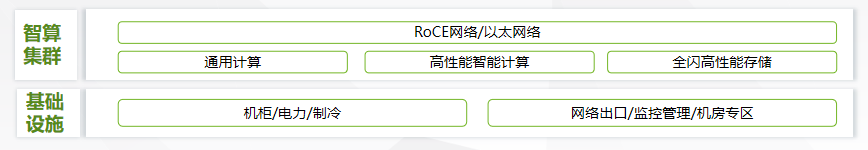 智算
集群
RoCE网络/以太网络
通用计算
高性能智能计算
全闪高性能存储
基础
设施
机柜/电力/制冷
网络出口/监控管理/机房专区